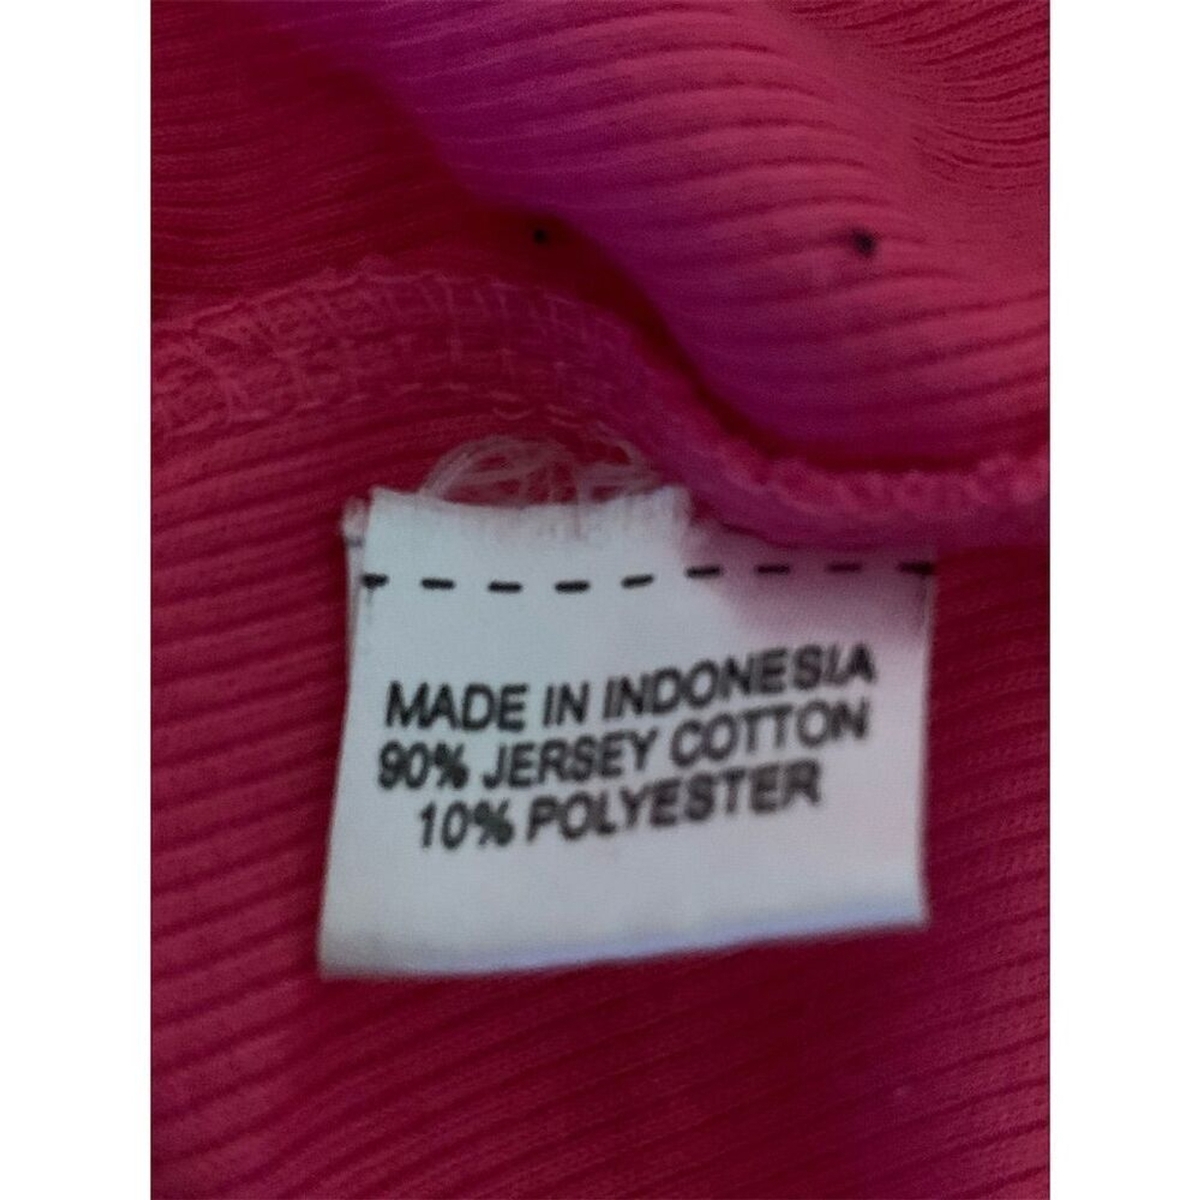 MADE IN INDONESIA
90% JERSEY COTTON
10% POLYESTER